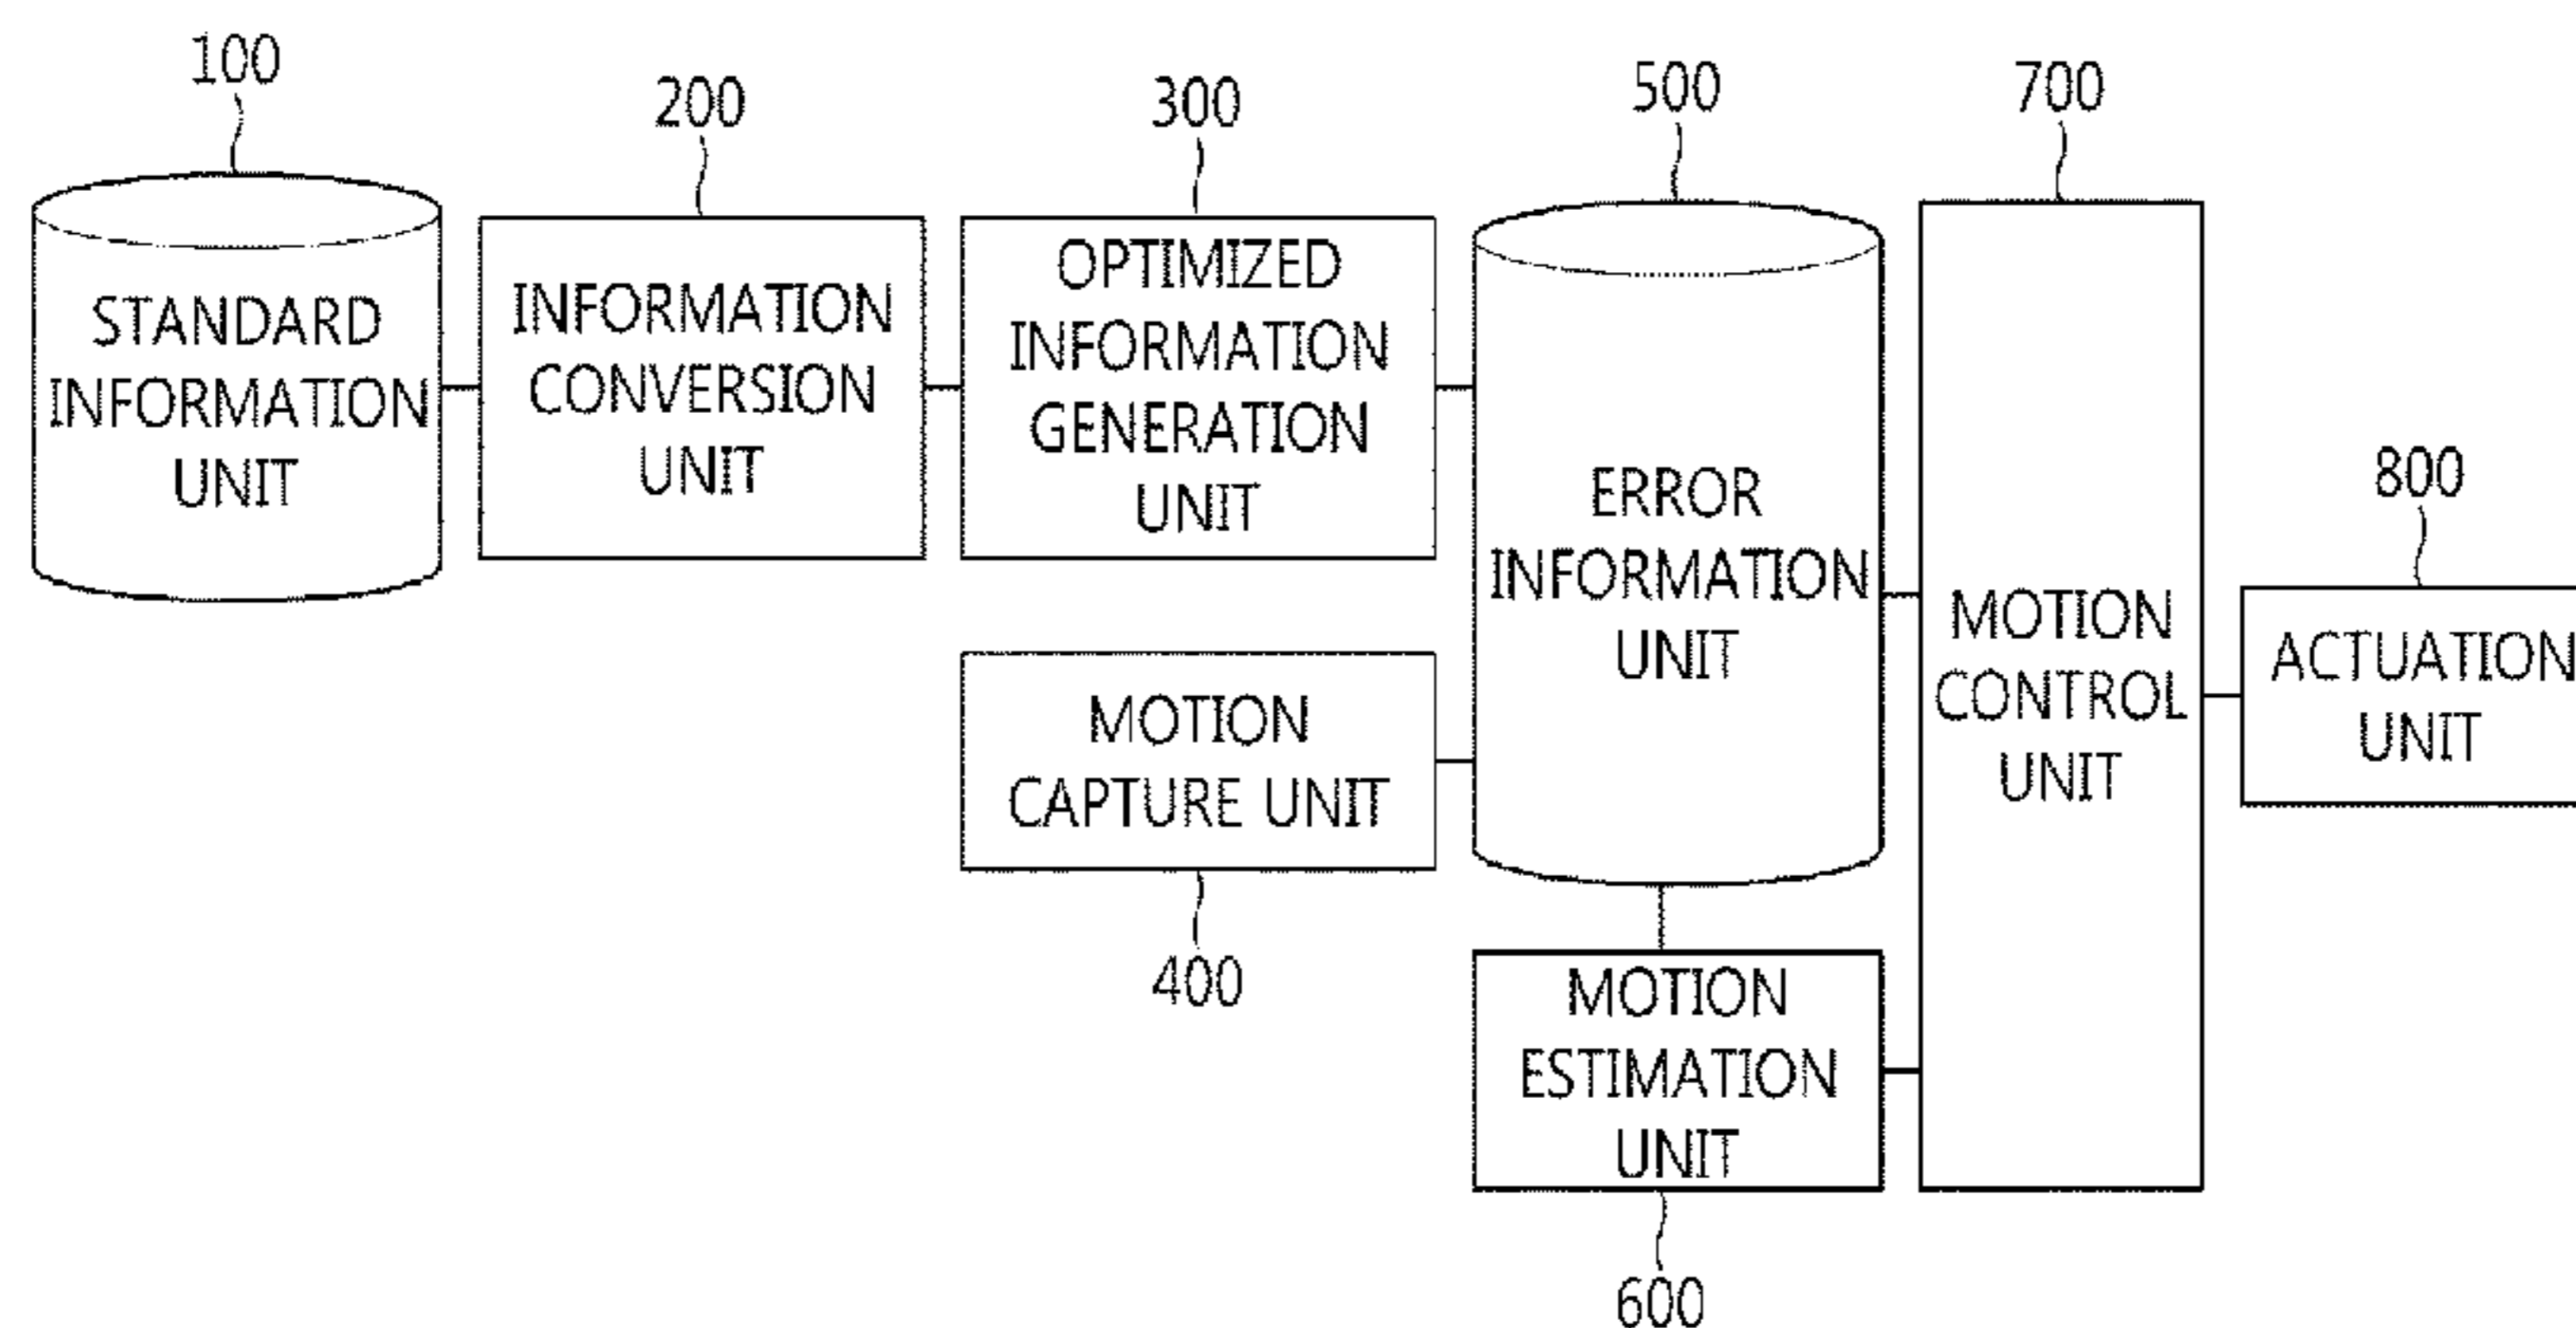 100
200
300
500
700
STANDARD
INFORMATION
UNIT
INFORMATION
CONVERSION
UNIT
OPTIMIZED
INFORMATION
GENERATION
UNIT
MOTION
CAPTURE UNIT
400
ERROR
INFORMATION
UNIT
MOTION
ESTIMATION
UNIT
600
MOTION
CONTROL
UNIT
800
ACTUATION
UNIT